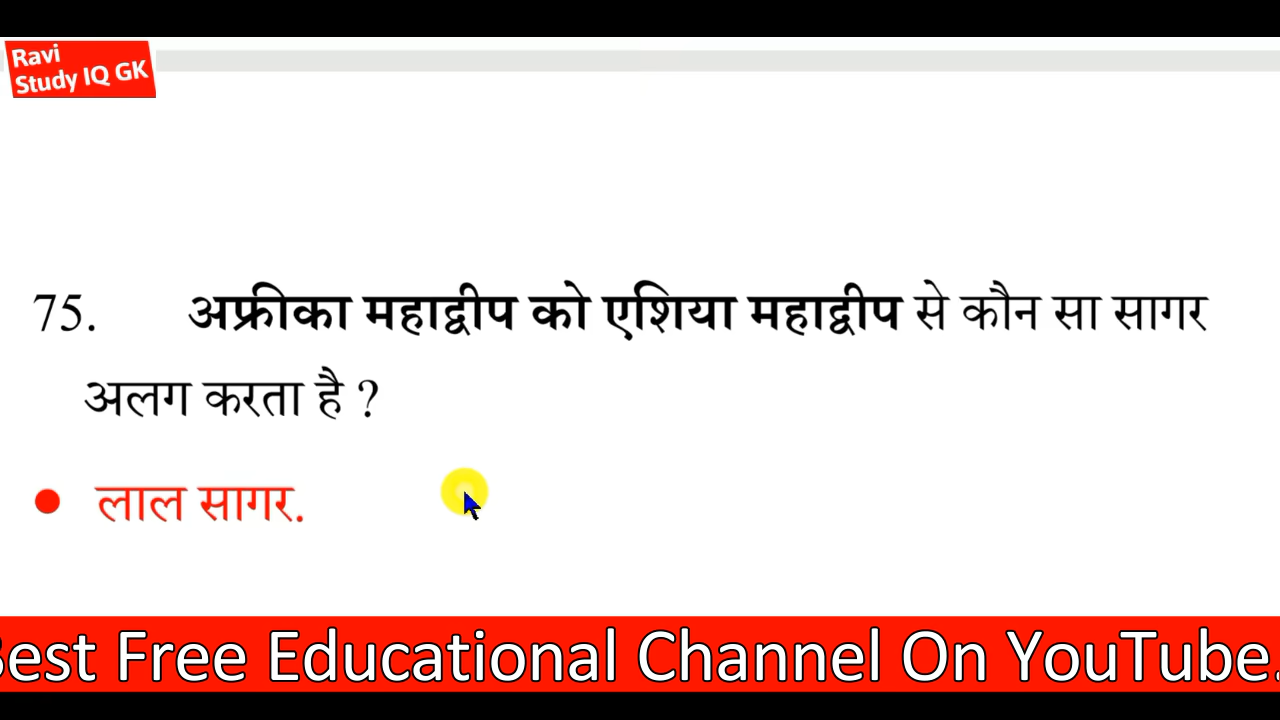 Ravi
Study IQ GK
75. अफ्रीका महाद्वीप को एशिया महाद्वीप से कौन सा सागर
अलग करता है ?
• लाल सागर.
Best Free Educational Channel On YouTube.